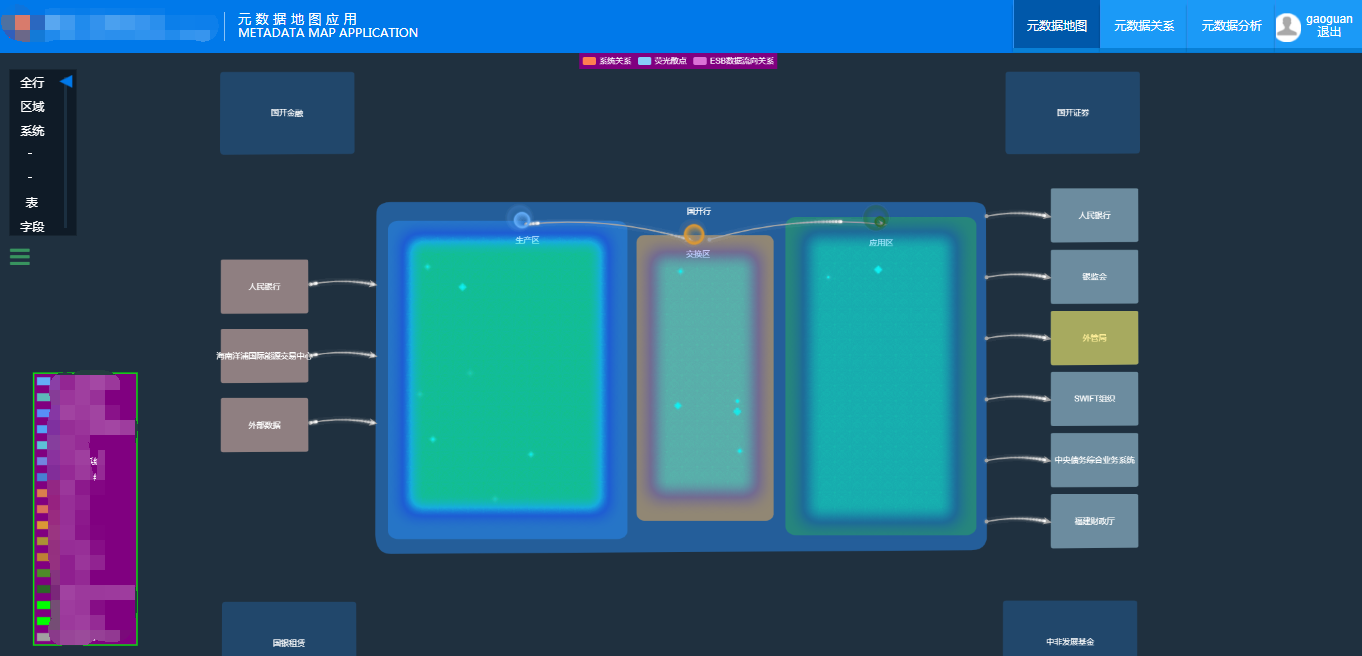 元数据地图应用
METADATA MAP APPLICATION
元数据地图
元数据关系
元数据分析
gaoguan
退出
系统关系
荧光散点
ESB数据流向关系
全行
区域
系统
-
-
表
字段
国开金融
国开证券
国开行
生产区
交换区
应用区
人民银行
海南洋浦国际能源交易中心
外部数据
人民银行
银监会
外管局
SWIFT组织
中央债务综合业务系统
福建财政厅
国银租赁
中非发展基金